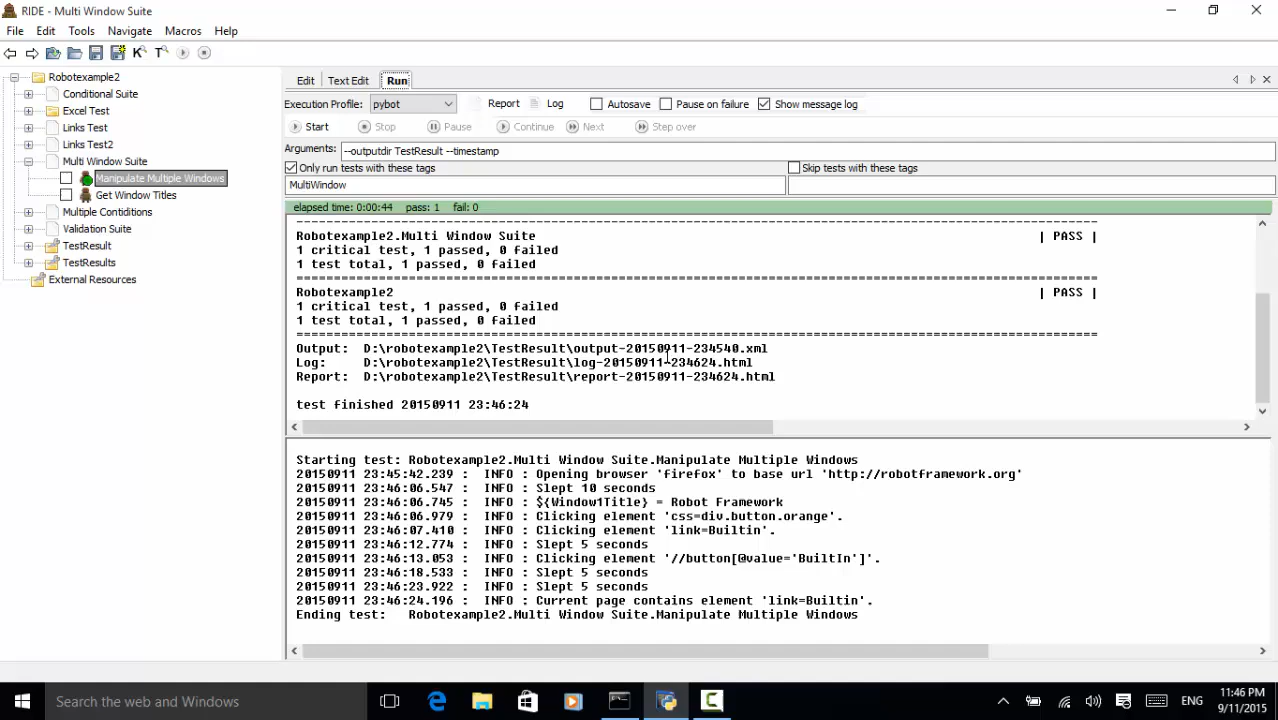 RIDE - Multi Window Suite
File Edit Tools Navigate Macros Help
Robotexample2
Conditional Suite
Excel Test
Links Test
Links Test2
Multi Window Suite
Manipulate Multiple Windows
Get Window Titles
Multiple Contiditions
Validation Suite
TestResult
TestResults
External Resources
Edit Text Edit Run
Execution Profile: pybot Report Log Autosave Pause on failure Show message log
Start Stop Pause Continue Next Step over
Arguments: --outputdir TestResult --timestamp
Only run tests with these tags Skip tests with these tags
MultiWindow
elapsed time: 0:00:44 pass: 1 fail: 0
------------------------------------------------------------------------------
Robotexample2.Multi Window Suite | PASS |
1 critical test, 1 passed, 0 failed
1 test total, 1 passed, 0 failed
==============================================================================
Robotexample2 | PASS |
1 critical test, 1 passed, 0 failed
1 test total, 1 passed, 0 failed
==============================================================================
Output: D:\robotexample2\TestResult\output-20150911-234540.xml
Log: D:\robotexample2\TestResult\log-20150911-234624.html
Report: D:\robotexample2\TestResult\report-20150911-234624.html
test finished 20150911 23:46:24
Starting test: Robotexample2.Multi Window Suite.Manipulate Multiple Windows
20150911 23:45:42.239 : INFO : Opening browser 'firefox' to base url 'http://robotframework.org'
20150911 23:46:06.547 : INFO : Slept 10 seconds
20150911 23:46:06.745 : INFO : ${Window1Title} = Robot Framework
20150911 23:46:06.979 : INFO : Clicking element 'css=div.button.orange'.
20150911 23:46:07.410 : INFO : Clicking element 'link=Builtin'.
20150911 23:46:12.774 : INFO : Slept 5 seconds
20150911 23:46:13.053 : INFO : Clicking element '//button[@value='BuiltIn']'.
20150911 23:46:18.533 : INFO : Slept 5 seconds
20150911 23:46:23.922 : INFO : Slept 5 seconds
20150911 23:46:24.196 : INFO : Current page contains element 'link=Builtin'.
Ending test: Robotexample2.Multi Window Suite.Manipulate Multiple Windows
Search the web and Windows
ENG
11:46 PM
9/11/2015